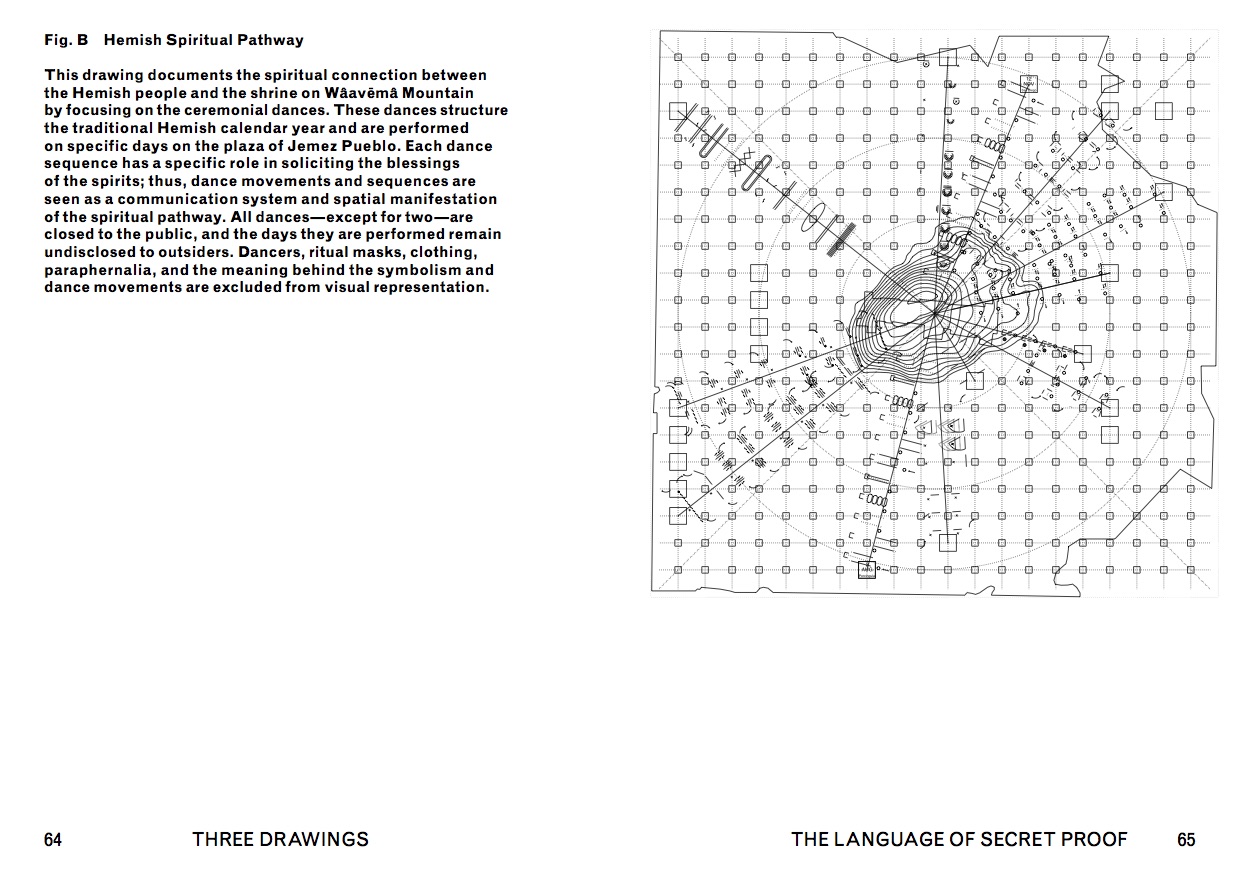 Fig. B Hemish Spiritual Pathway
This drawing documents the spiritual connection between
the Hemish people and the shrine on Wâavēmâ Mountain
by focusing on the ceremonial dances. These dances structure
the traditional Hemish calendar year and are performed
on specific days on the plaza of Jemez Pueblo. Each dance
sequence has a specific role in soliciting the blessings
of the spirits; thus, dance movements and sequences are
seen as a communication system and spatial manifestation
of the spiritual pathway. All dances—except for two—are
closed to the public, and the days they are performed remain
undisclosed to outsiders. Dancers, ritual masks, clothing,
paraphernalia, and the meaning behind the symbolism and
dance movements are excluded from visual representation.
64 THREE DRAWINGS
THE LANGUAGE OF SECRET PROOF 65